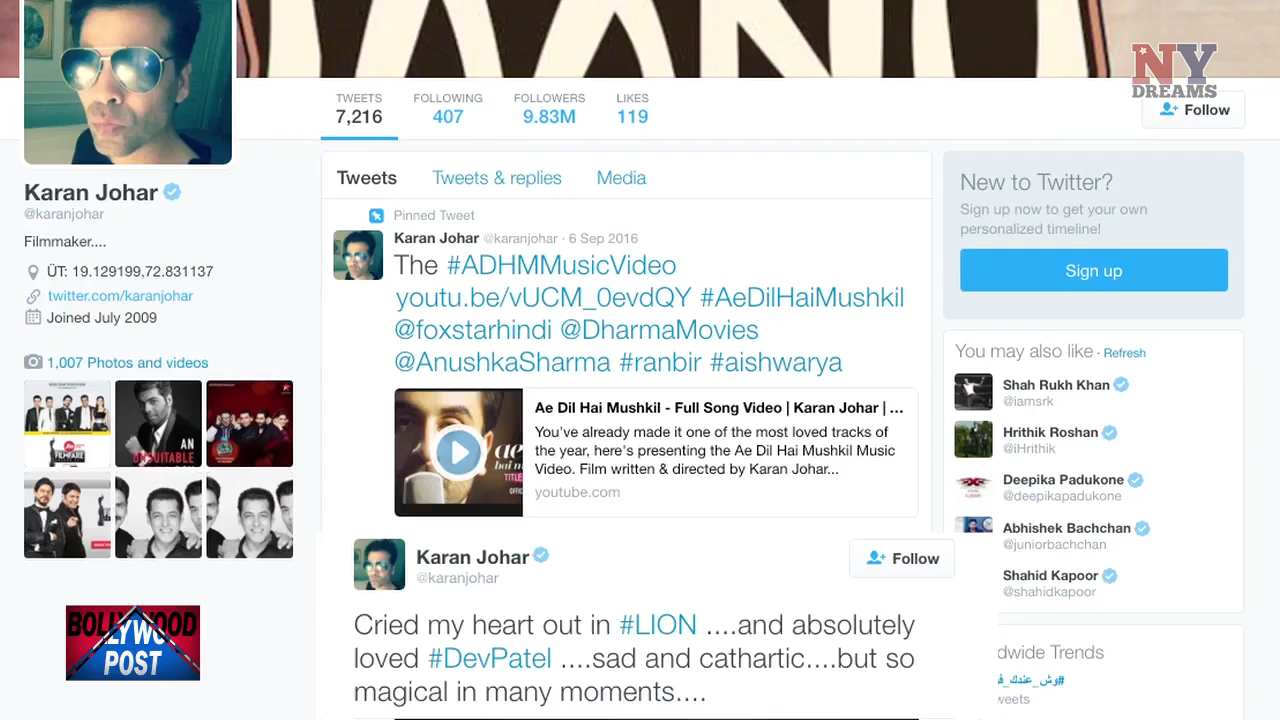 NY
DREAMS
TWEETS
7,216
FOLLOWING
407
FOLLOWERS
9.83M
LIKES
119
Follow
Karan Johar
@karanjohar
Filmmaker....
ÜT: 19.129199,72.831137
twitter.com/karanjohar
Joined July 2009
1,007 Photos and videos
AN
UNSUITABLE
FILMFARE
BOLLYWOOD
POST
Tweets
Tweets & replies
Media
Pinned Tweet
Karan Johar @karanjohar · 6 Sep 2016
The #ADHMMusicVideo
youtu.be/vUCM_0evdQY #AeDilHaiMushkil
@foxstarhindi @DharmaMovies
@AnushkaSharma #ranbir #aishwarya
Ae Dil Hai Mushkil - Full Song Video | Karan Johar | ...
You've already made it one of the most loved tracks of
the year, here's presenting the Ae Dil Hai Mushkil Music
Video. Film written & directed by Karan Johar...
youtube.com
Karan Johar
@karanjohar
Follow
Cried my heart out in #LION ....and absolutely
loved #DevPatel ....sad and cathartic....but so
magical in many moments....
New to Twitter?
Sign up now to get your own
personalized timeline!
Sign up
You may also like · Refresh
Shah Rukh Khan
@iamsrk
Hrithik Roshan
@iHrithik
Deepika Padukone
@deepikapadukone
Abhishek Bachchan
@juniorbachchan
Shahid Kapoor
@shahidkapoor
dwide Trends
#وش_عندك_فو
weets